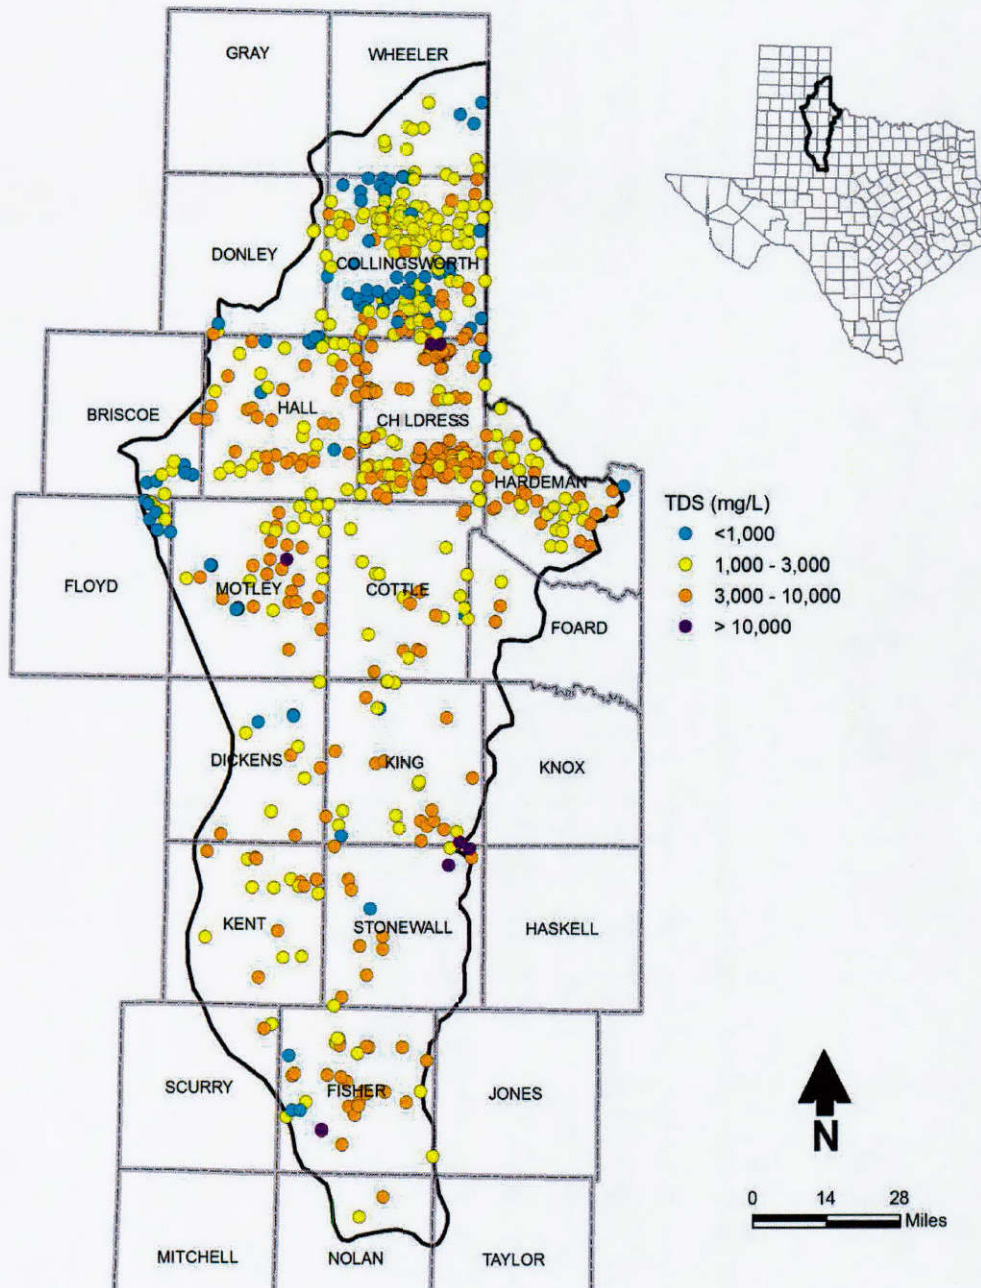 GRAY
WHEELER
DONLEY
COLLINGSWORTH
BRISCOE
HALL
CHILDRESS
HARDEMAN
TDS (mg/L)
<1,000
1,000 - 3,000
3,000 - 10,000
> 10,000
FLOYD
MOTLEY
COTTLE
FOARD
DICKENS
KING
KNOX
KENT
STONEWALL
HASKELL
SCURRY
FISHER
JONES
N
0 14 28
Miles
MITCHELL
NOLAN
TAYLOR